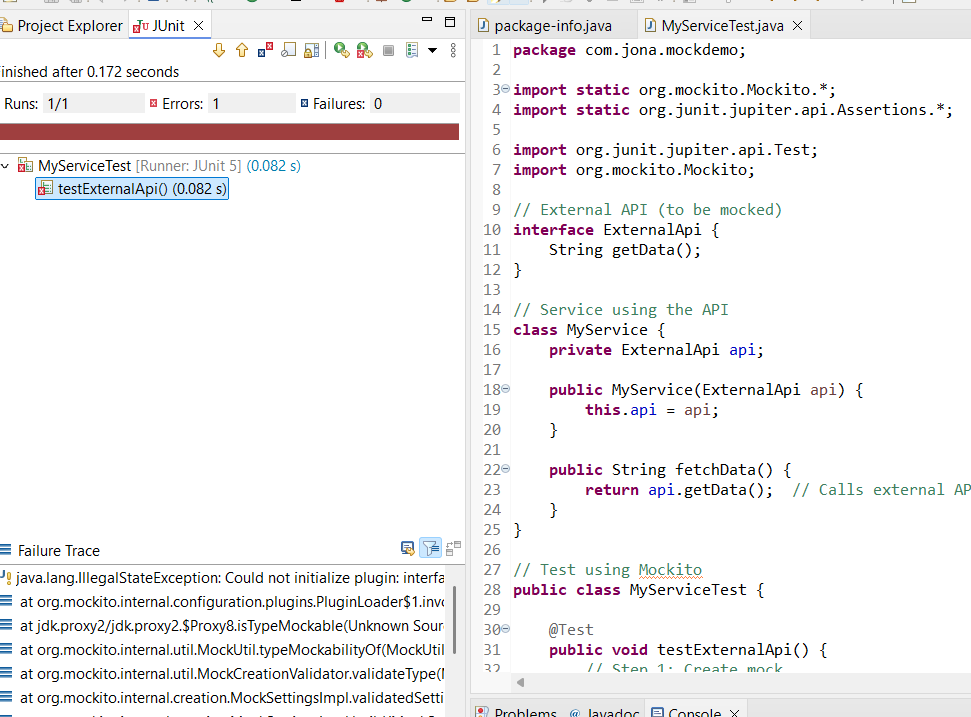 Project Explorer
JUnit
inished after 0.172 seconds
Runs: 1/1 Errors: 1 Failures: 0
MyServiceTest [Runner: JUnit 5] (0.082 s)
testExternalApi() (0.082 s)
Failure Trace
java.lang.IllegalStateException: Could not initialize plugin: interfa
at org.mockito.internal.configuration.plugins.PluginLoader$1.invo
at jdk.proxy2/jdk.proxy2.$Proxy8.isTypeMockable(Unknown Sour
at org.mockito.internal.util.MockUtil.typeMockabilityOf(MockUtil
at org.mockito.internal.util.MockCreationValidator.validateType(M
at org.mockito.internal.creation.MockSettingsImpl.validatedSetti
package-info.java
MyServiceTest.java
1 package com.jona.mockdemo;
2
3 import static org.mockito.Mockito.*;
4 import static org.junit.jupiter.api.Assertions.*;
5
6 import org.junit.jupiter.api.Test;
7 import org.mockito.Mockito;
8
9 // External API (to be mocked)
10 interface ExternalApi {
11 String getData();
12 }
13
14 // Service using the API
15 class MyService {
16 private ExternalApi api;
17
18 public MyService(ExternalApi api) {
19 this.api = api;
20 }
21
22 public String fetchData() {
23 return api.getData(); // Calls external AP
24 }
25 }
26
27 // Test using Mockito
28 public class MyServiceTest {
29
30 @Test
31 public void testExternalApi() {
32 // Step 1: Create mock
Problems
@ Javadoc
Console